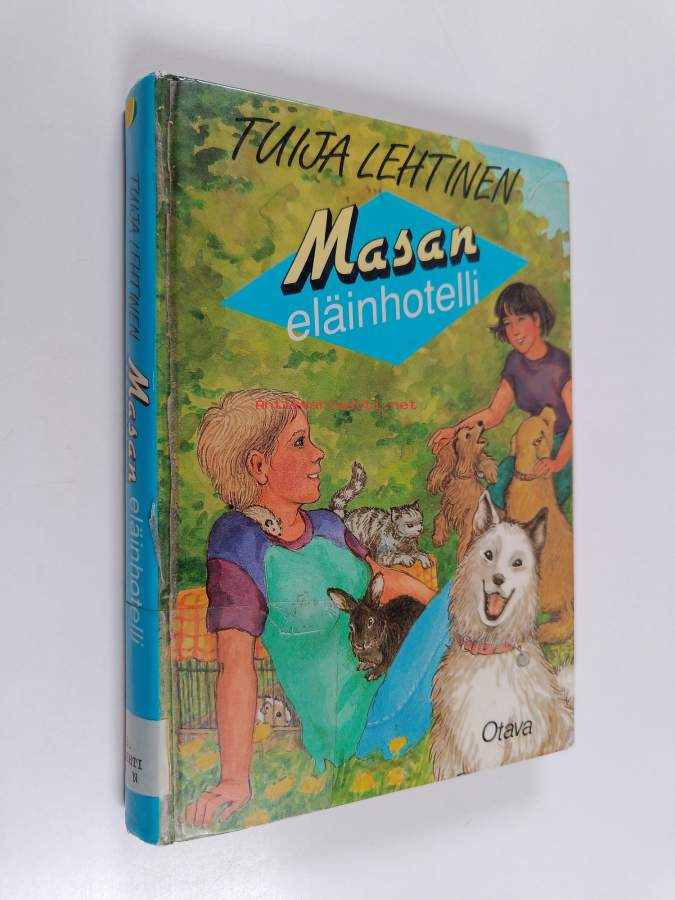 TUIJA LEHTINEN
Masan
eläinhotelli
Antikvariaatti.net
Otava
TUIJA LEHTINEN Masan eläinhotelli